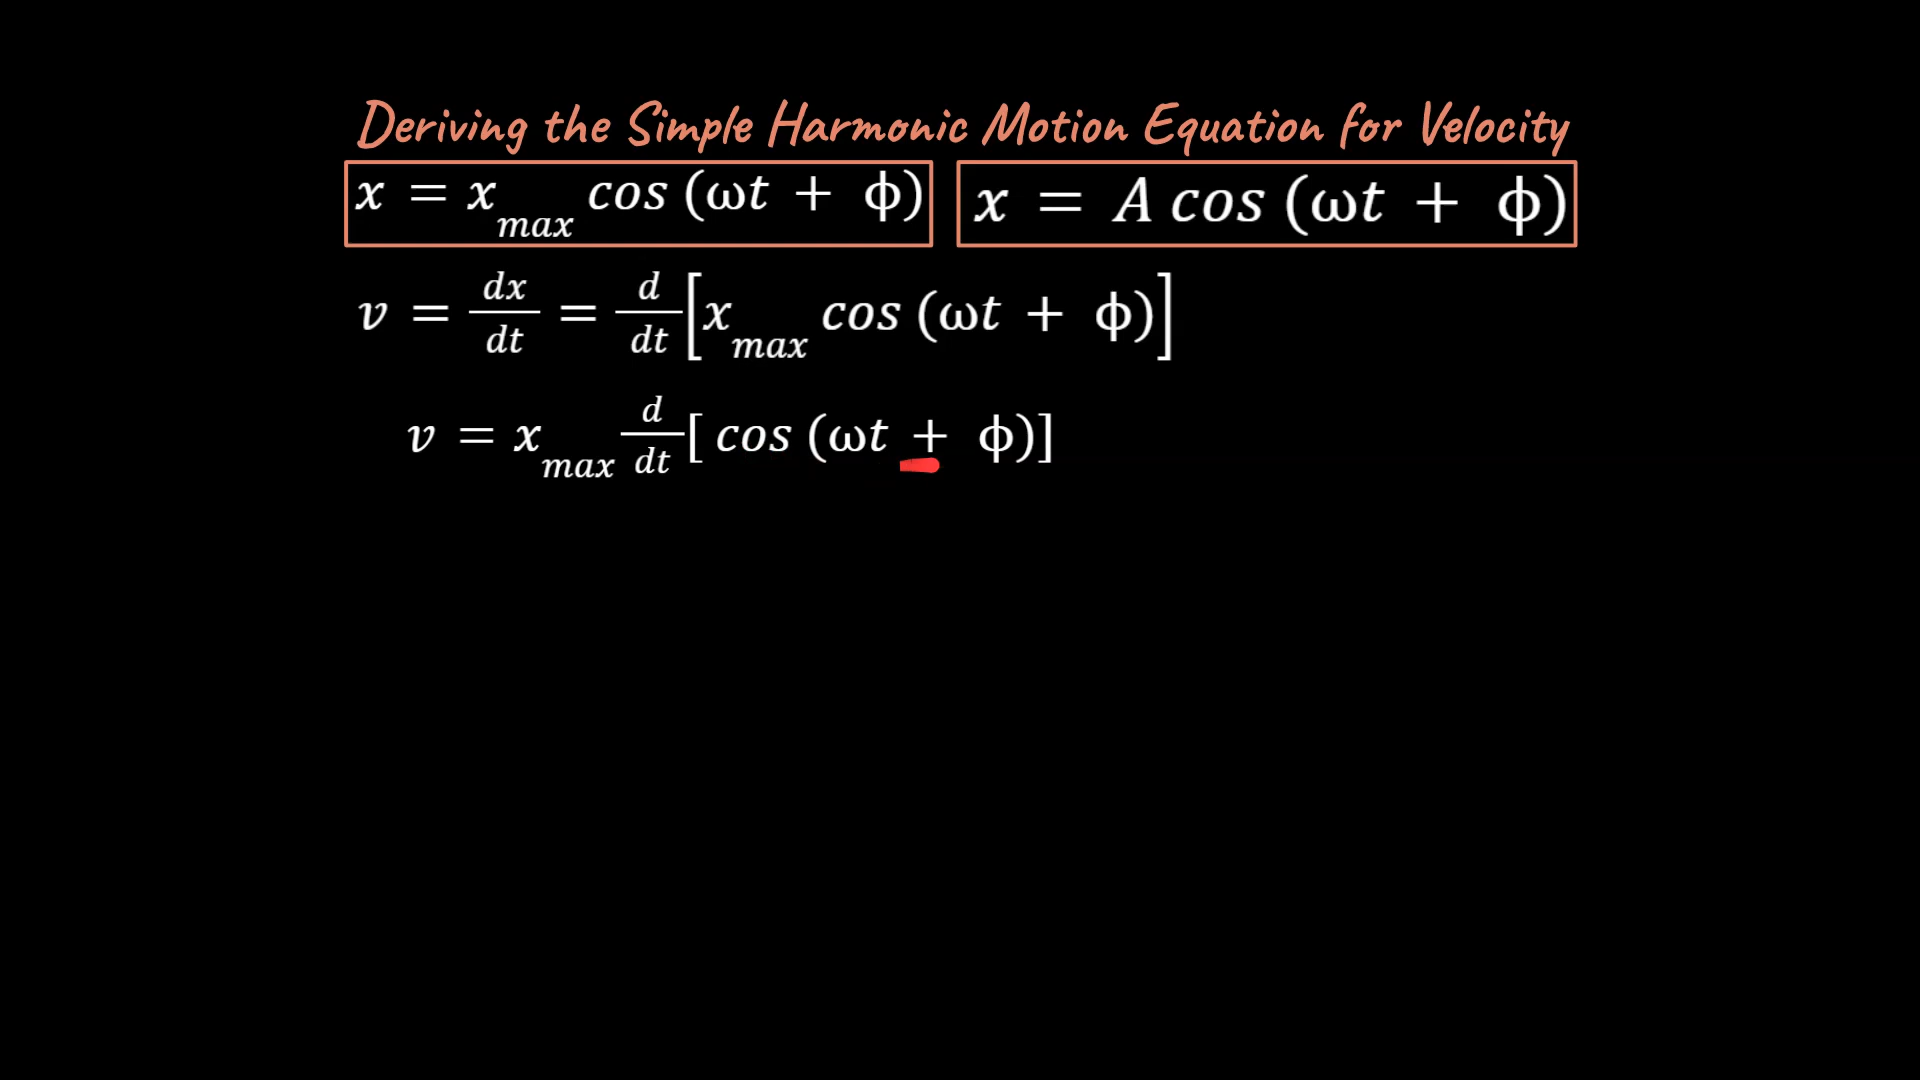 Deriving the Simple Harmonic Motion Equation for Velocity
x = x_max cos (ωt + ϕ) x = A cos (ωt + ϕ)
v = dx/dt = d/dt [x_max cos (ωt + ϕ)]
v = x_max d/dt [ cos (ωt + ϕ)]